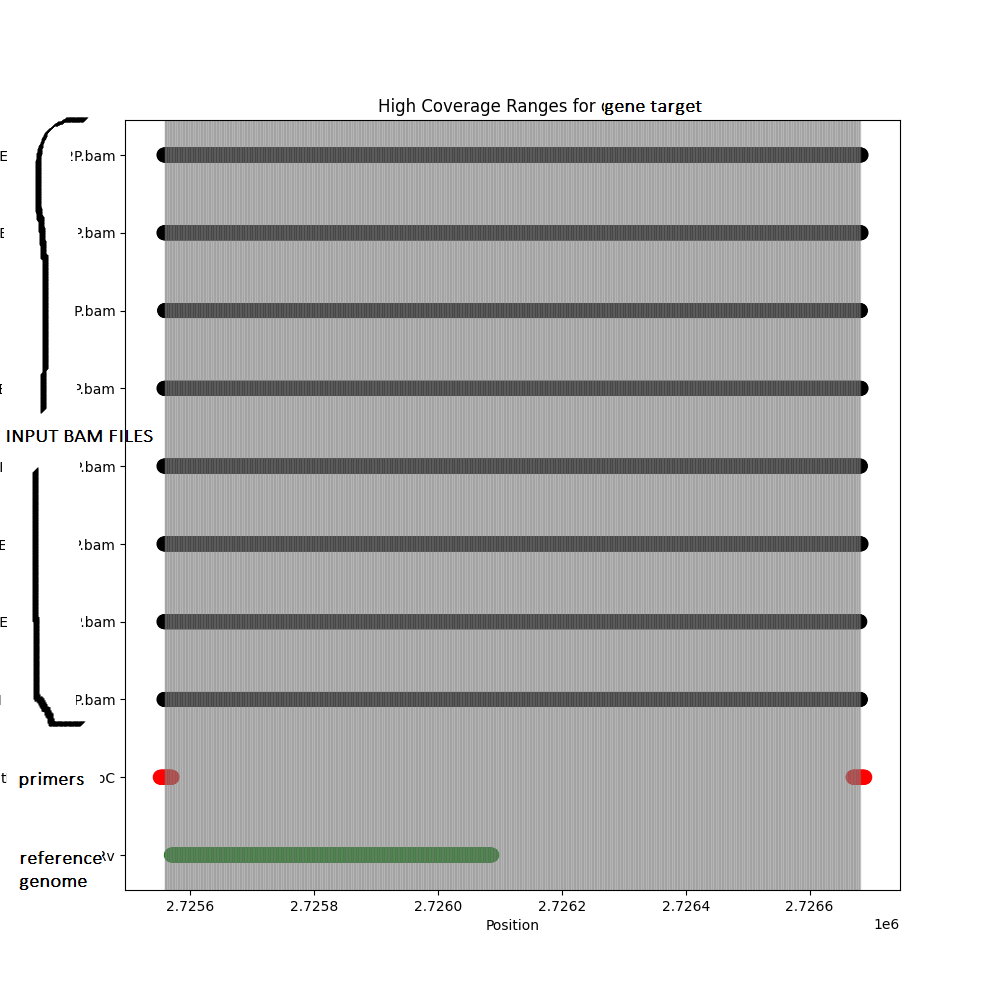 High Coverage Ranges for gene target
E P.bam
E P.bam
P.bam
E P.bam
INPUT BAM FILES
P.bam
E P.bam
E .bam
P.bam
t primers C
reference v
genome
2.7256 2.7258 2.7260 2.7262 2.7264 2.7266
1e6
Position